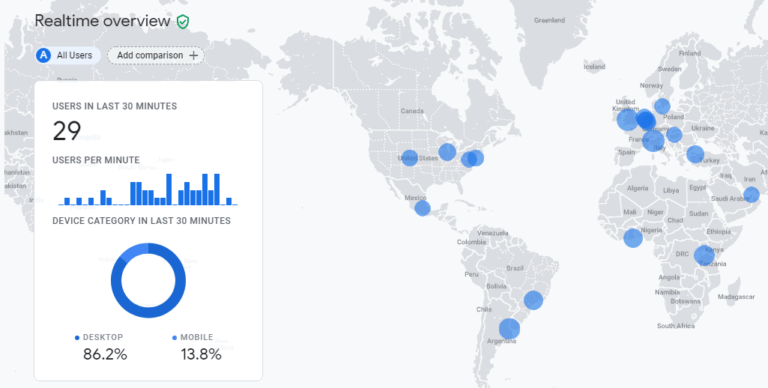 Realtime overview
A All Users Add comparison +
USERS IN LAST 30 MINUTES
29
USERS PER MINUTE
DEVICE CATEGORY IN LAST 30 MINUTES
DESKTOP MOBILE
86.2% 13.8%
Greenland
Iceland
Finland
Sweden
Norway
Canada
United
Kingdom
Poland
Ukraine
France
Spain
Turkey
United States
Mexico
Algeria
Libya
Egypt
Iraq
Iran
Saudi Arabia
Mali
Niger
Chad
Sudan
Nigeria
Ethiopia
Venezuela
Colombia
DRC
Kenya
Tanzania
Peru
Brazil
Bolivia
Angola
Namibia
Botswana
Madagascar
Chile
South Africa
Argentina